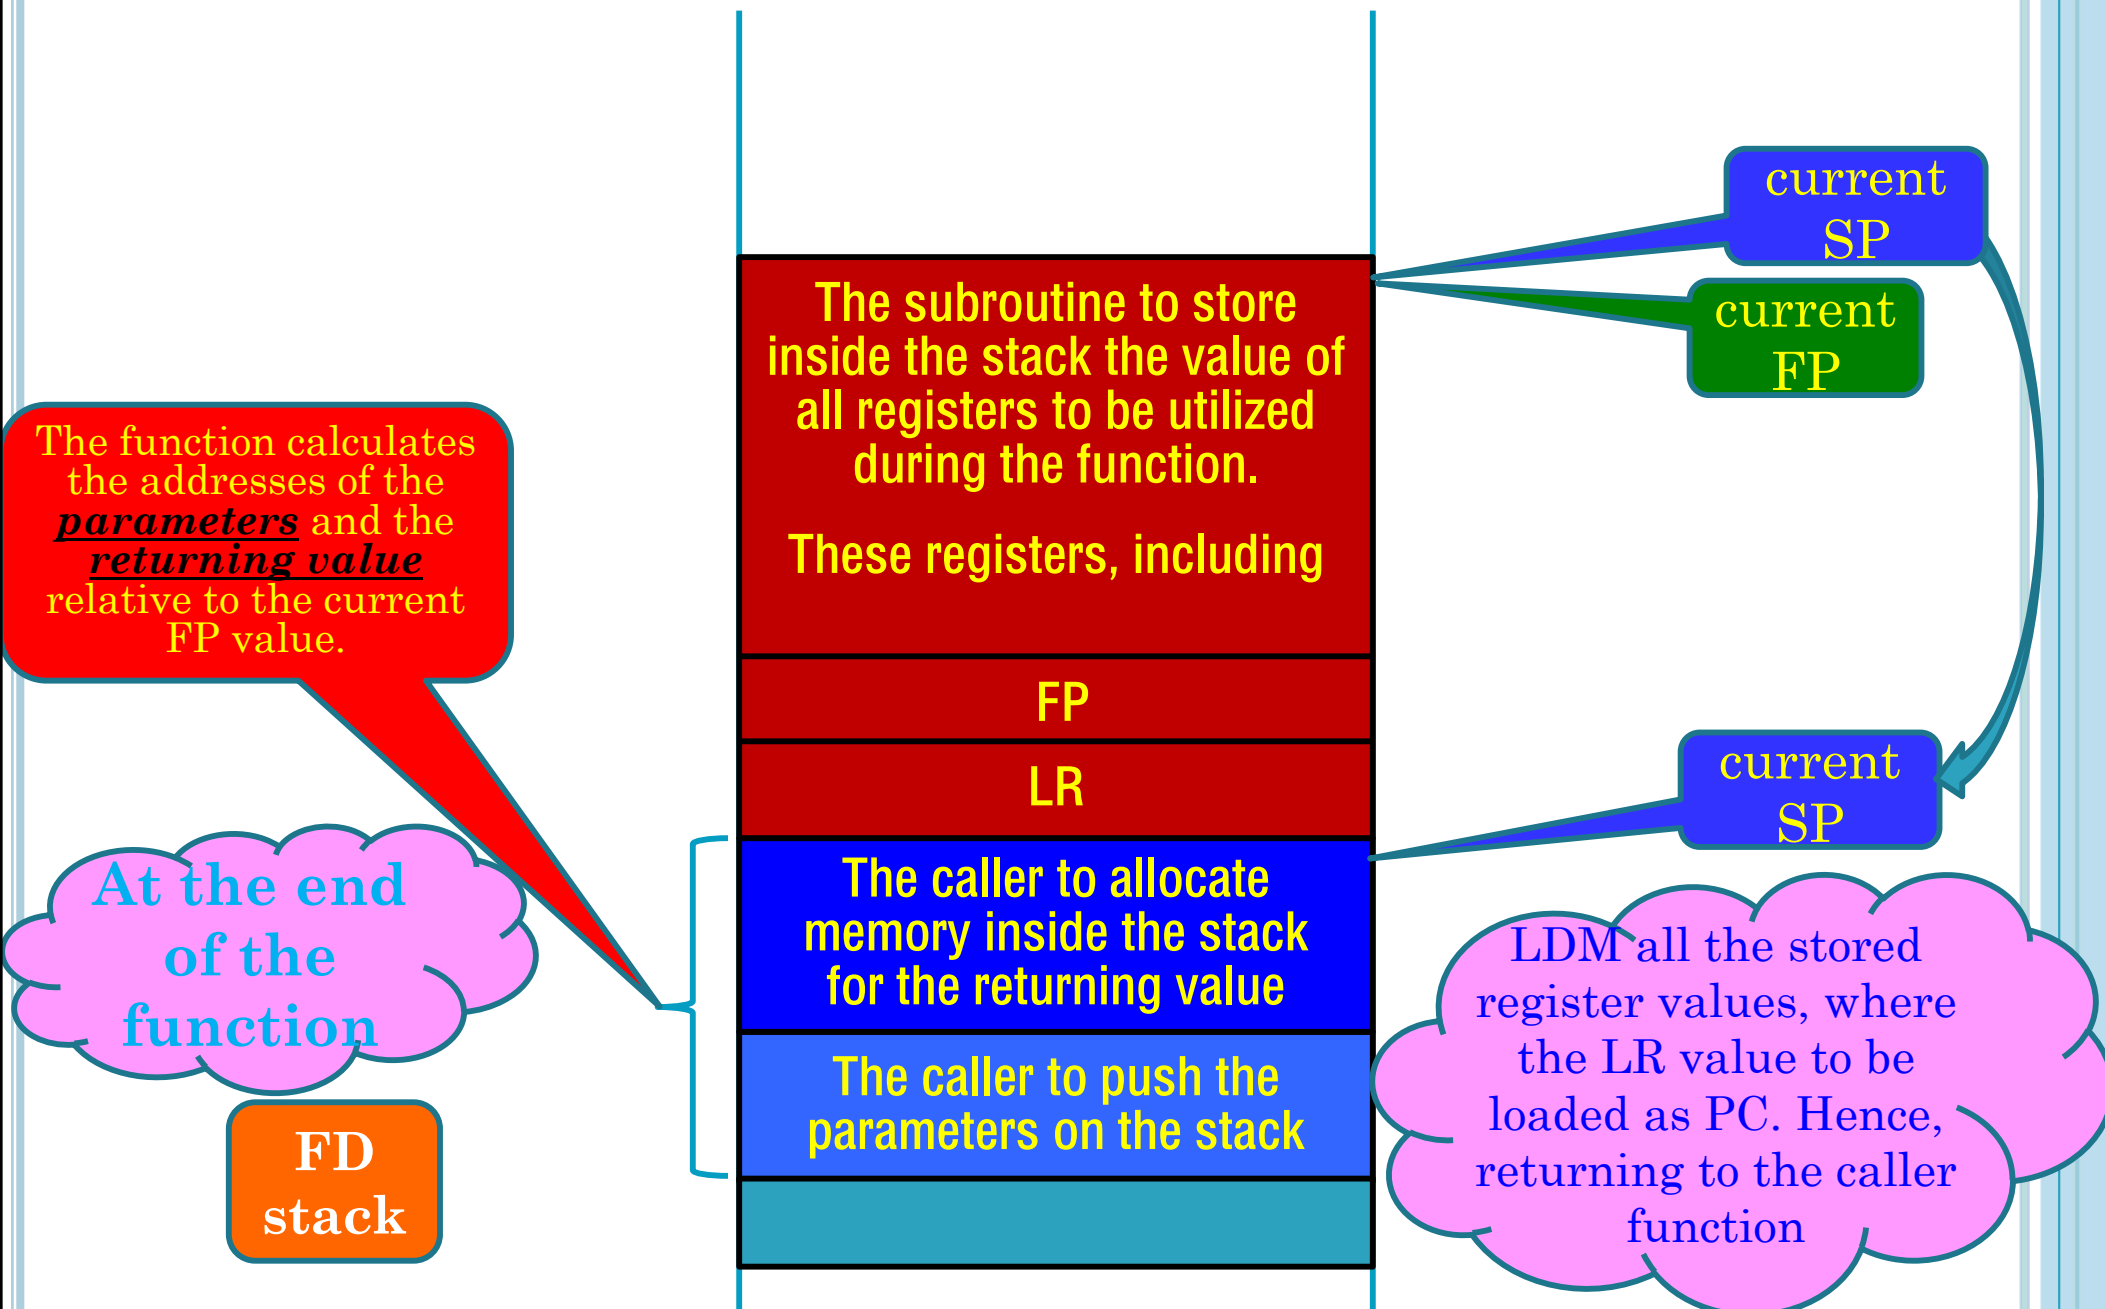 current
SP
current
FP
The subroutine to store
inside the stack the value of
all registers to be utilized
during the function.
These registers, including
FP
LR
The function calculates
the addresses of the
parameters and the
returning value
relative to the current
FP value.
current
SP
The caller to allocate
memory inside the stack
for the returning value
The caller to push the
parameters on the stack
At the end
of the
function
FD
stack
LDM all the stored
register values, where
the LR value to be
loaded as PC. Hence,
returning to the caller
function